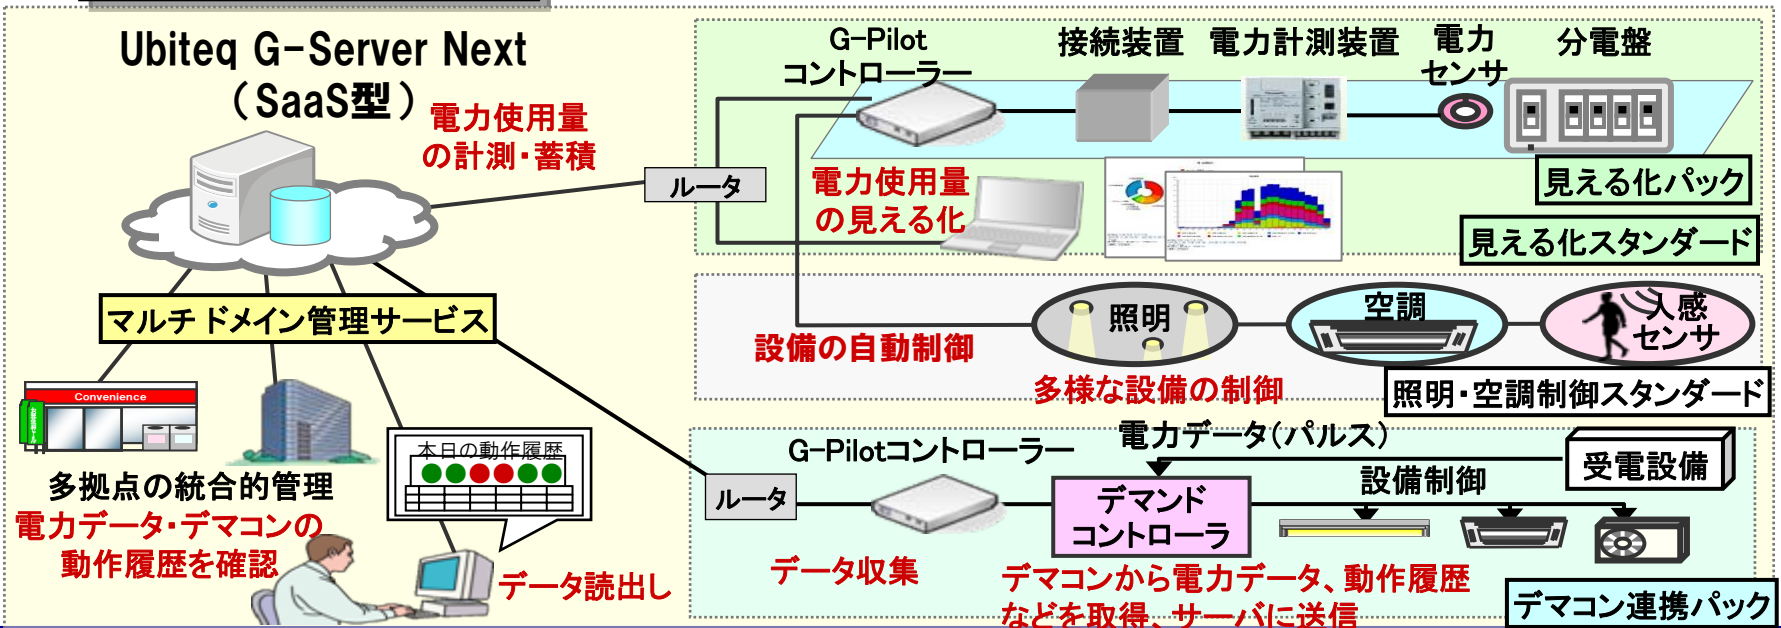 Ubiteq G-Server Next
（SaaS型）
電力使用量
の計測・蓄積
ルータ
G-Pilot
コントローラー
接続装置
電力計測装置
電力
センサ
分電盤
電力使用量
の見える化
見える化パック
見える化スタンダード
マルチドメイン管理サービス
設備の自動制御
照明
空調
人感
センサ
多様な設備の制御
照明・空調制御スタンダード
Convenience
多拠点の統合的管理
電力データ・デマコンの
動作履歴を確認
本日の動作履歴
データ読出し
G-Pilotコントローラー
電力データ（パルス）
受電設備
ルータ
デマンド
コントローラ
設備制御
データ収集
デマコンから電力データ、動作履歴
などを取得、サーバに送信
デマコン連携パック